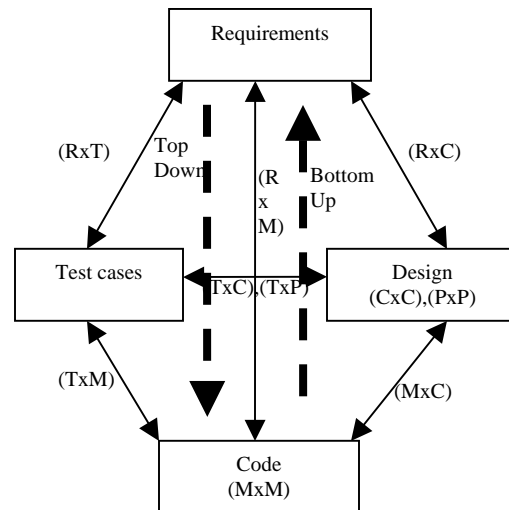 Requirements
(RxT)
Top
Down
(R
x
M)
Bottom
Up
(RxC)
Test cases
TxC),(TxP)
Design
(CxC),(PxP)
(TxM)
(MxC)
Code
(MxM)